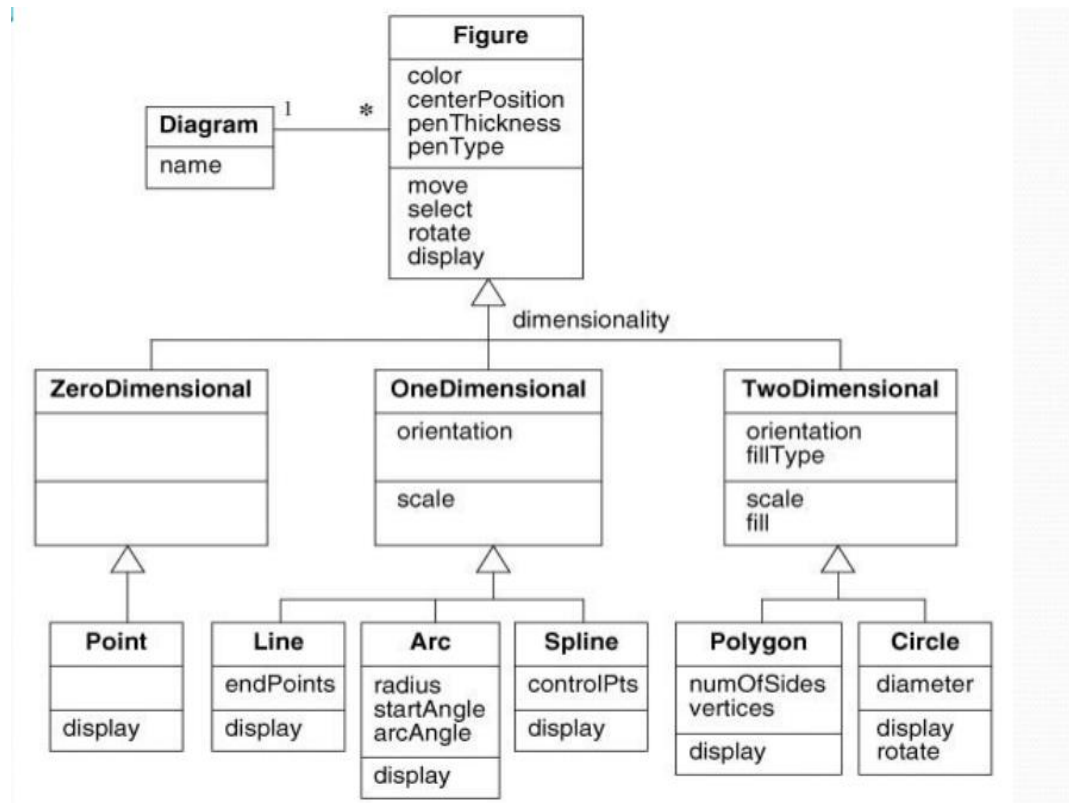 Figure
color
centerPosition
penThickness
penType
move
select
rotate
display
Diagram
name
1
*
dimensionality
ZeroDimensional
OneDimensional
orientation
scale
TwoDimensional
orientation
fillType
scale
fill
Point
display
Line
endPoints
display
Arc
radius
startAngle
arcAngle
display
Spline
controlPts
display
Polygon
numOfSides
vertices
display
Circle
diameter
display
rotate